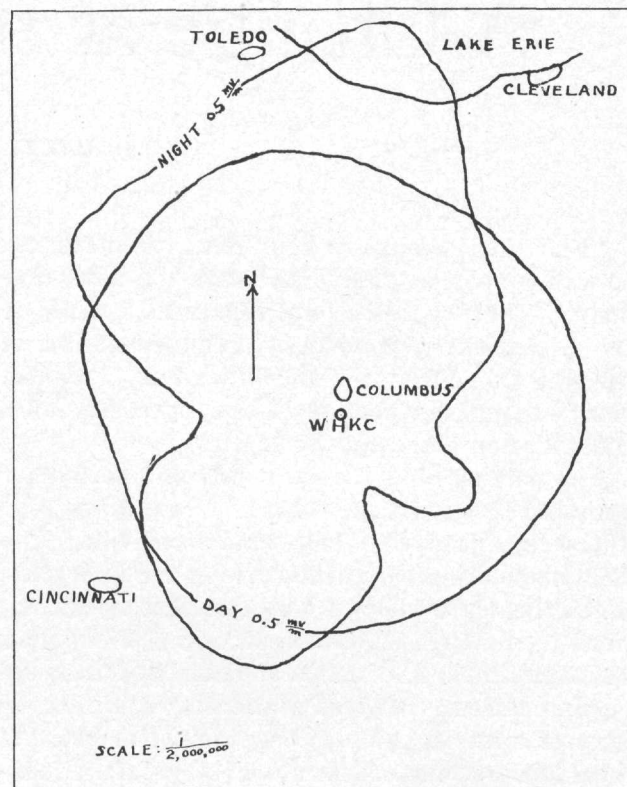 TOLEDO
LAKE ERIE
CLEVELAND
NIGHT 0.5 mv/m
N
COLUMBUS
WHKC
CINCINNATI
DAY 0.5 mv/m
SCALE: 1/2,000,000